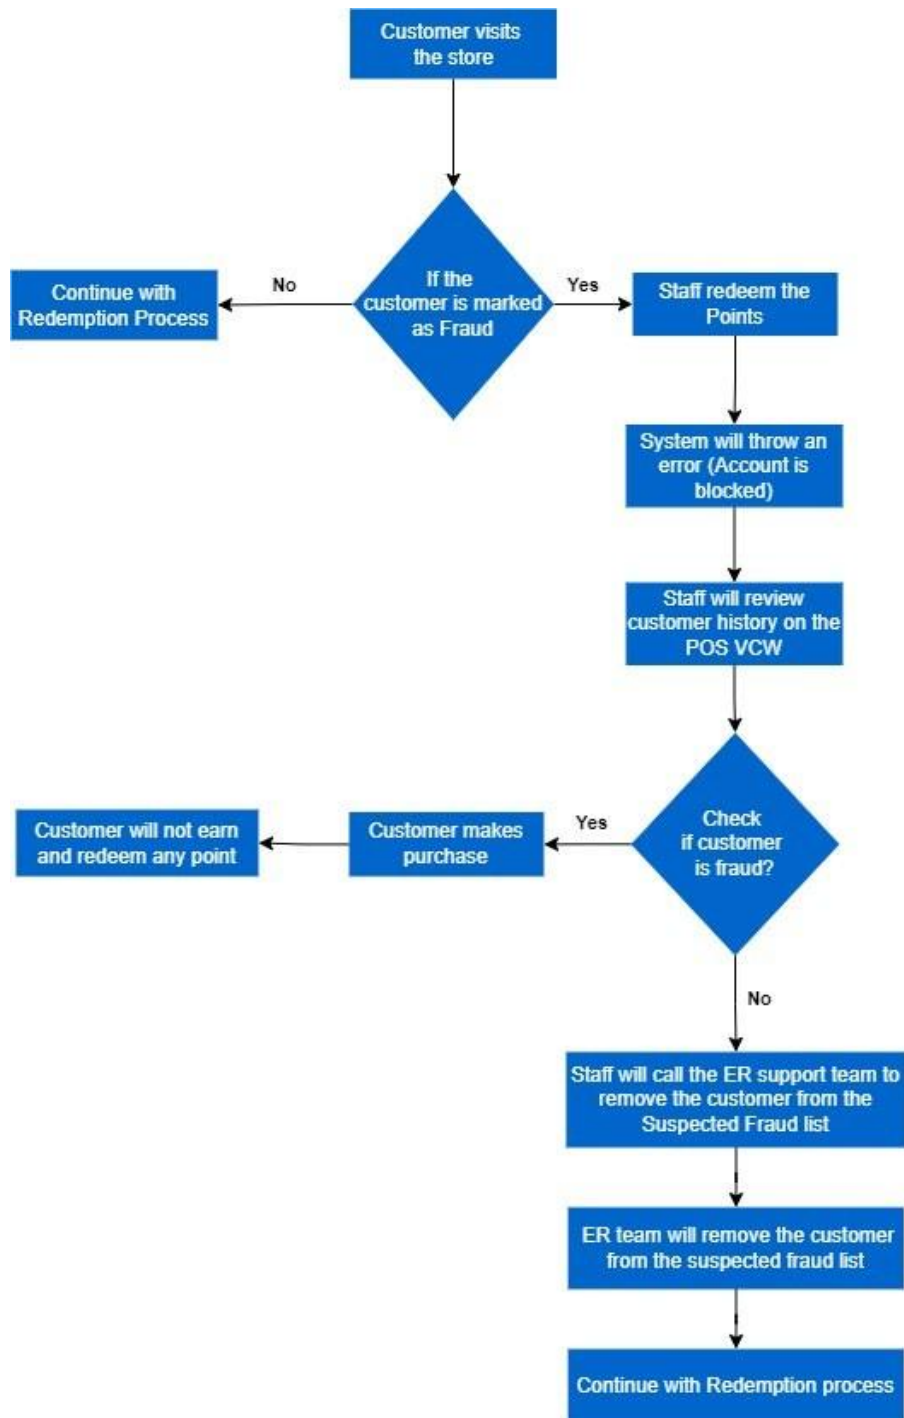 Customer visits
the store
If the
customer is marked
as Fraud
No
Yes
Continue with
Redemption Process
Staff redeem the
Points
System will throw an
error (Account is
blocked)
Staff will review
customer history on the
POS VCW
Check
if customer
is fraud?
Yes
Customer makes
purchase
Customer will not earn
and redeem any point
No
Staff will call the ER support team to
remove the customer from the
Suspected Fraud list
ER team will remove the customer
from the suspected fraud list
Continue with Redemption process